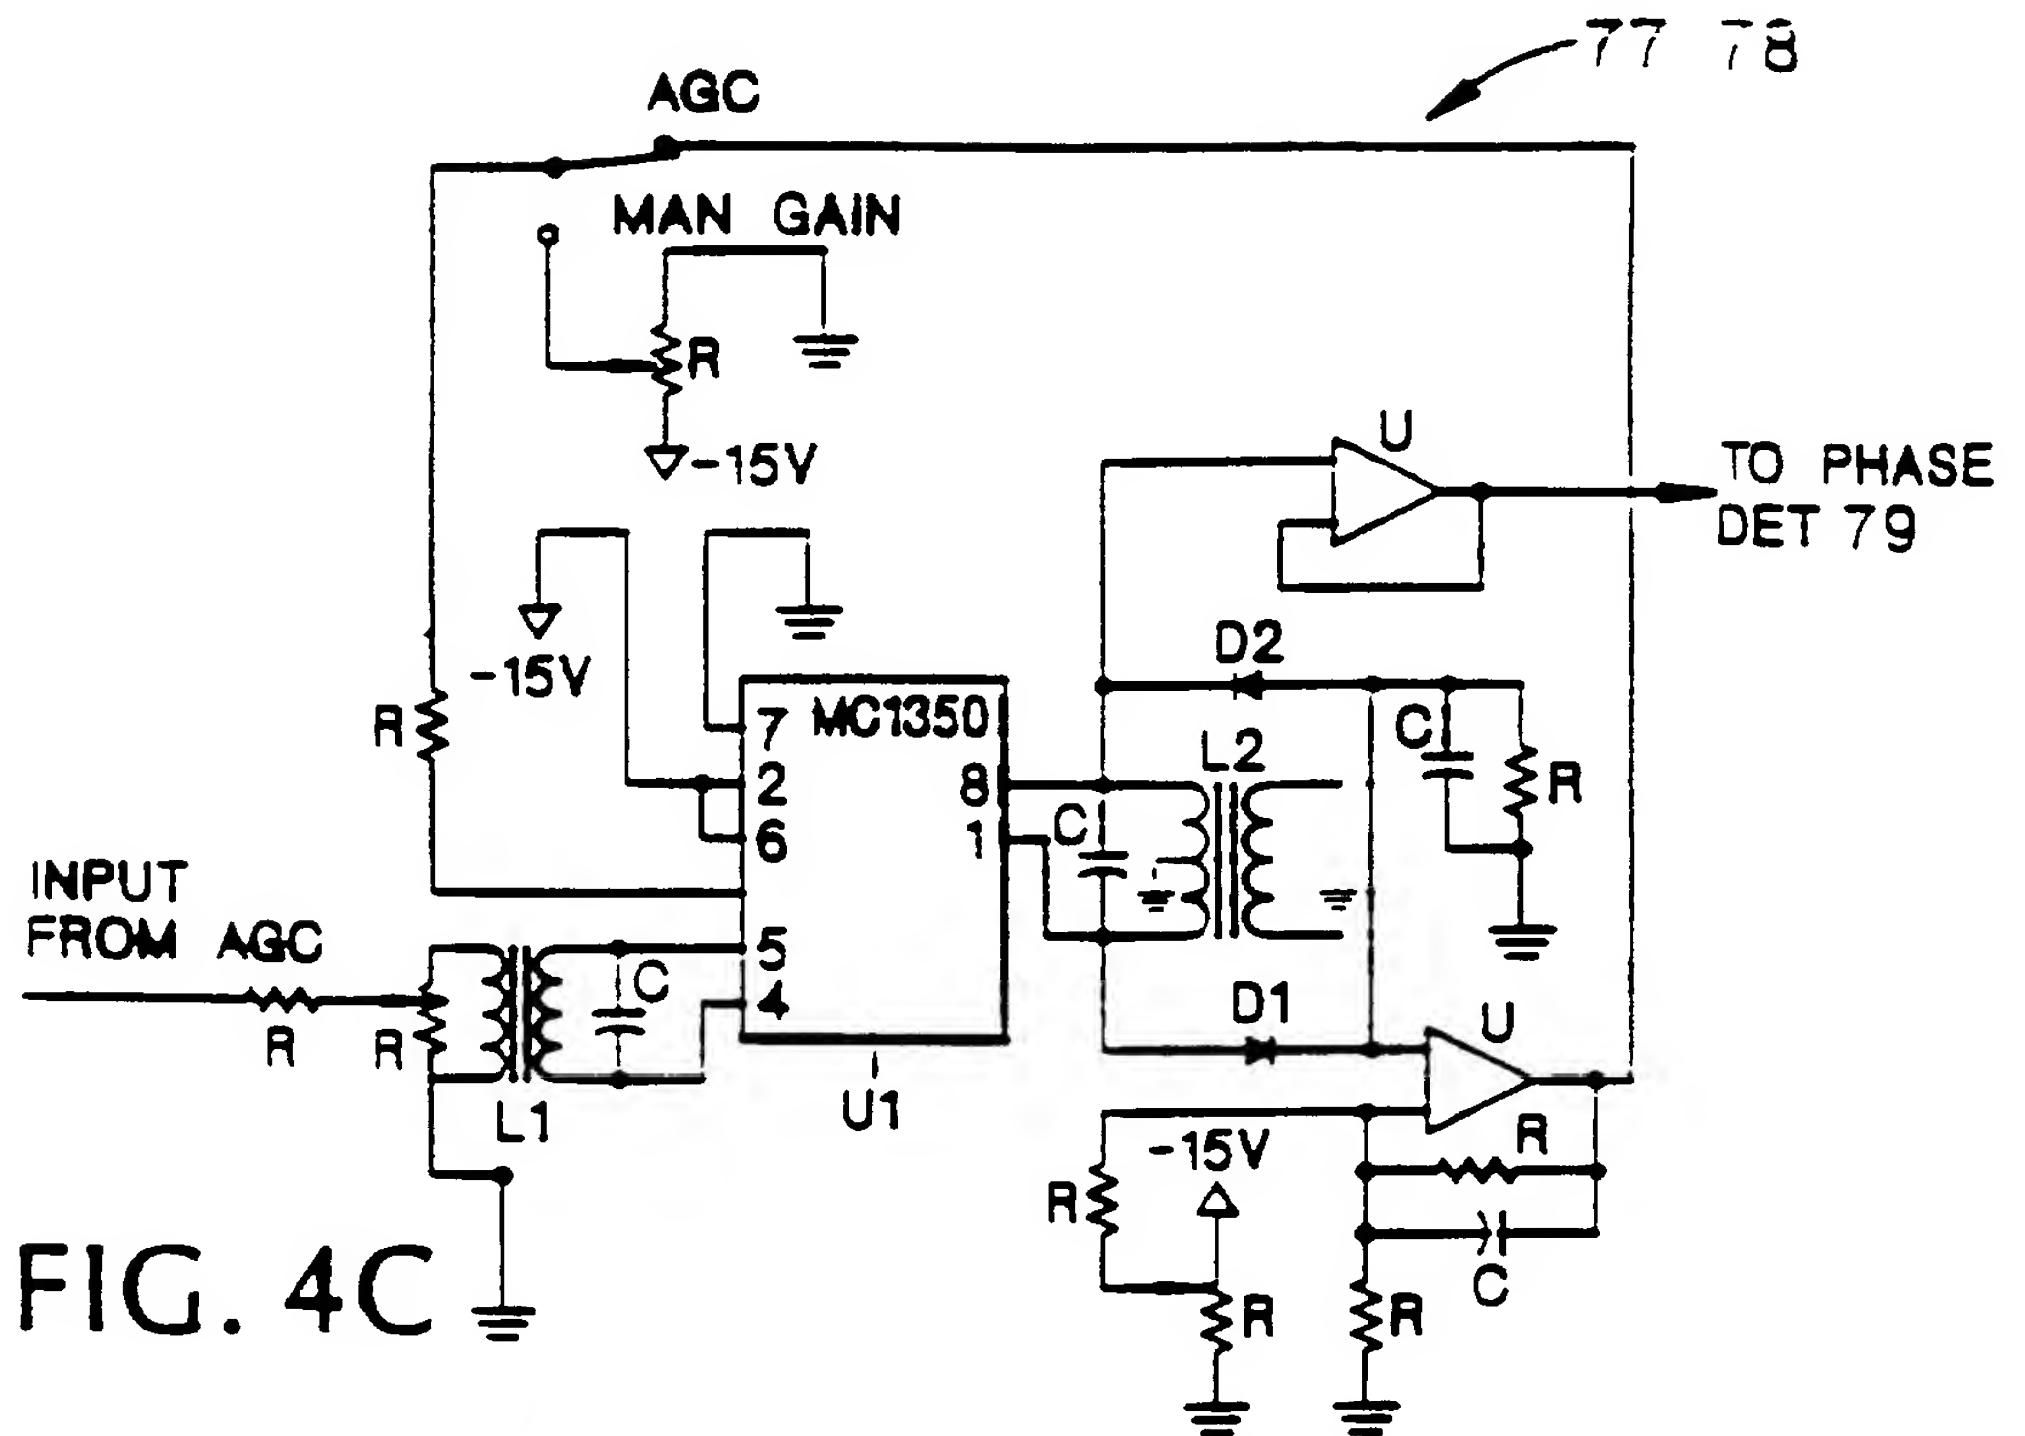 77 78
AGC
MAN GAIN
R
-15V
U
TO PHASE
DET 79
-15V
D2
R
MC1350
7
2
6
8
1
5
4
C
L2
C
R
INPUT
FROM AGC
R
R
C
L1
U1
D1
U
-15V
R
R
R
C
R
FIG. 4C